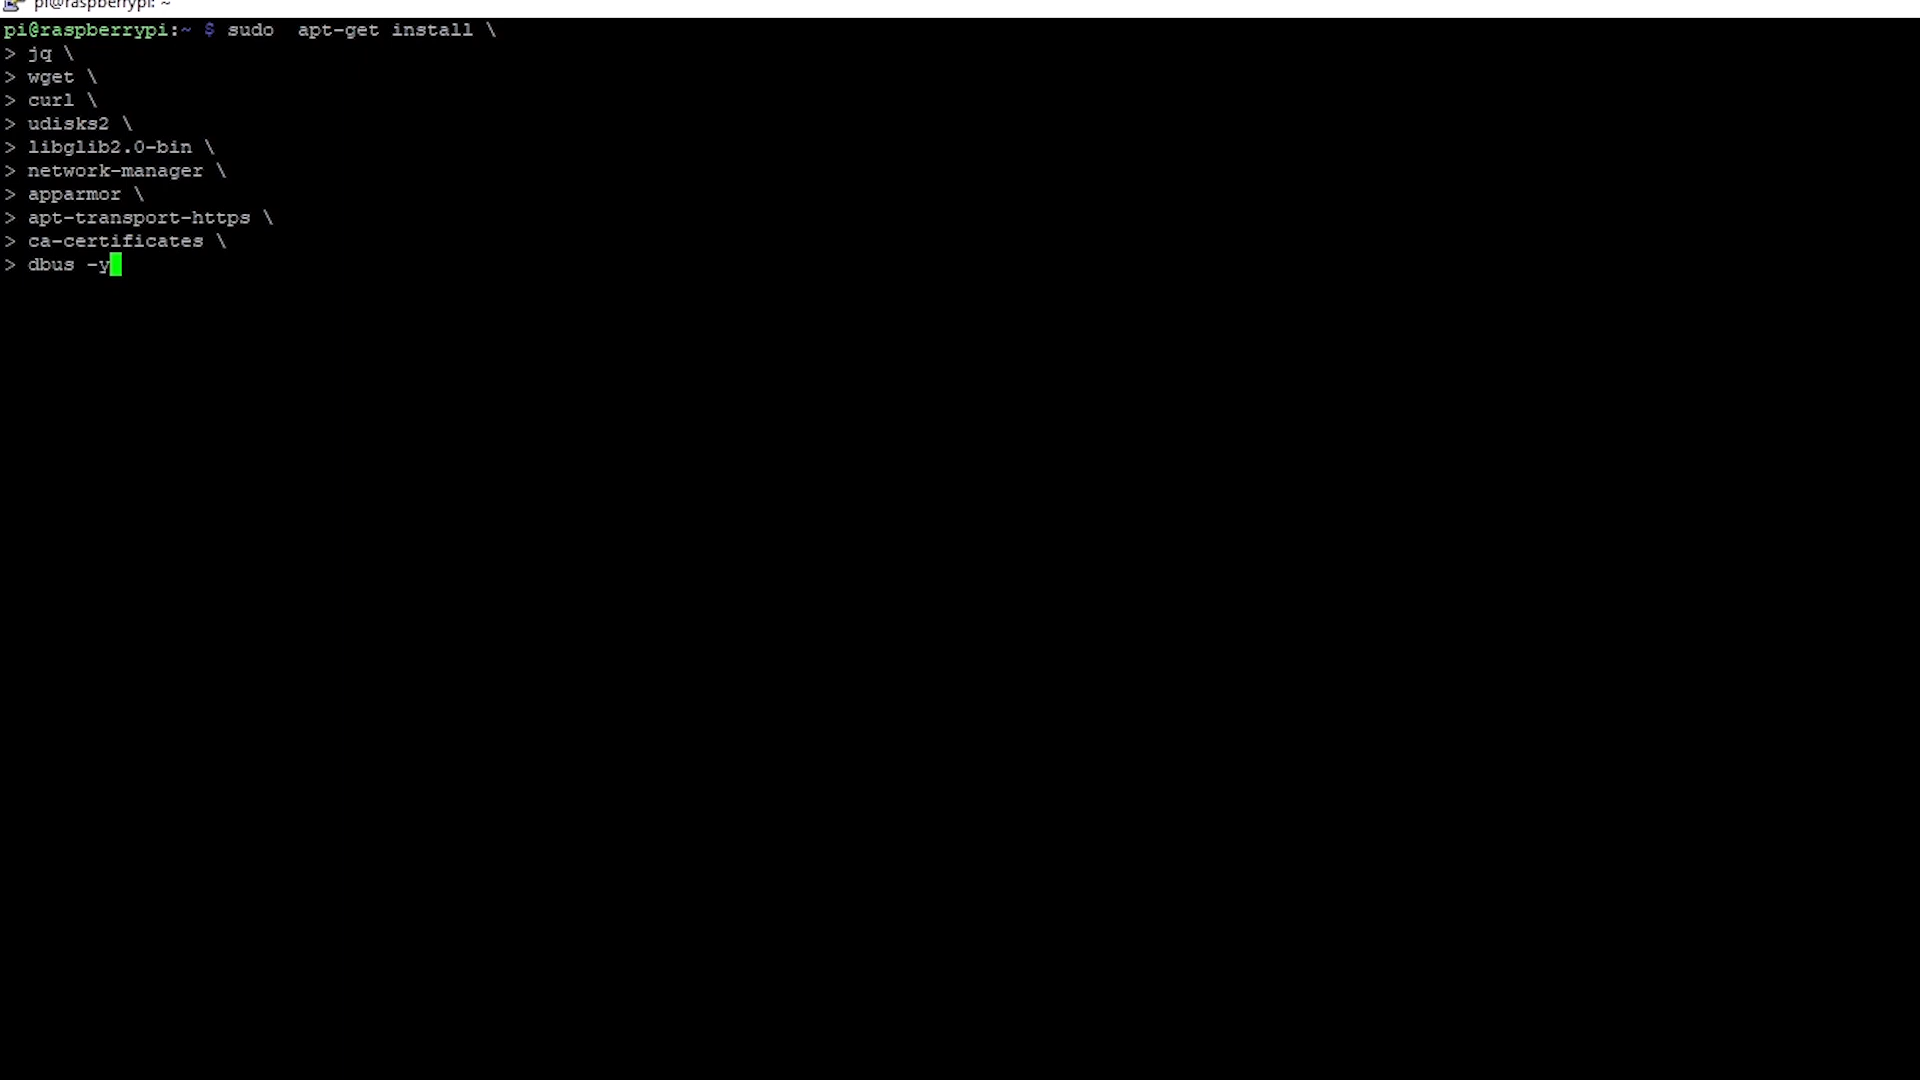 pi@raspberrypi: ~
pi@raspberrypi:~ $ sudo  apt-get install \
> jq \
> wget \
> curl \
> udisks2 \
> libglib2.0-bin \
> network-manager \
> apparmor \
> apt-transport-https \
> ca-certificates \
> dbus -y